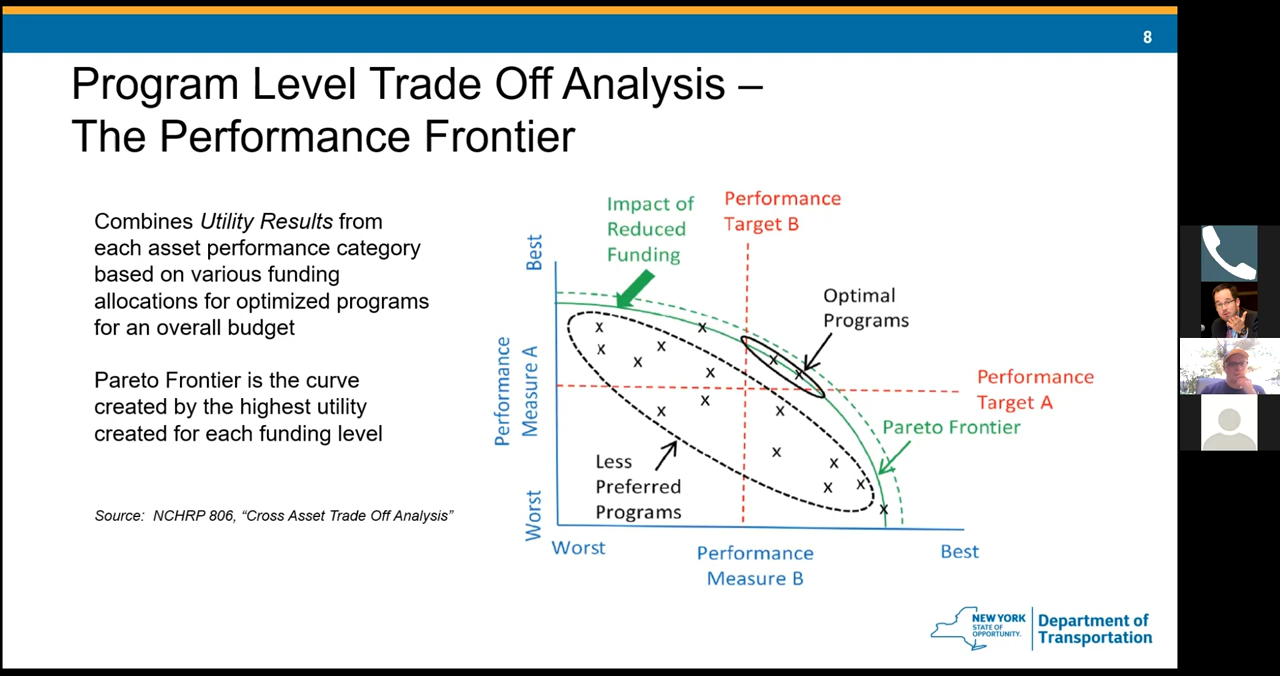 8
Program Level Trade Off Analysis –
The Performance Frontier
Combines Utility Results from
each asset performance category
based on various funding
allocations for optimized programs
for an overall budget
Pareto Frontier is the curve
created by the highest utility
created for each funding level
Source: NCHRP 806, “Cross Asset Trade Off Analysis”
Impact of
Reduced
Funding
Performance
Target B
Optimal
Programs
Performance
Target A
Pareto Frontier
Less
Preferred
Programs
Best
Performance
Measure A
Worst
Worst
Performance
Measure B
Best
NEW YORK
STATE OF
OPPORTUNITY.
Department of
Transportation